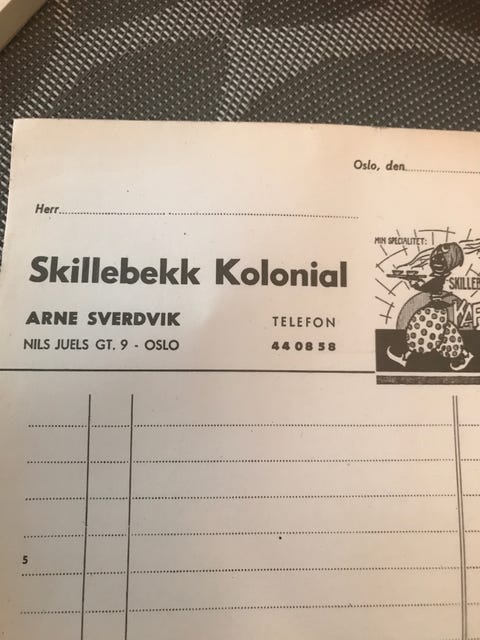 Oslo, den
Herr
MIN SPECIALITET:
Skillebekk Kolonial
ARNE SVERDVIK
TELEFON
NILS JUELS GT. 9 - OSLO
44 08 58
5